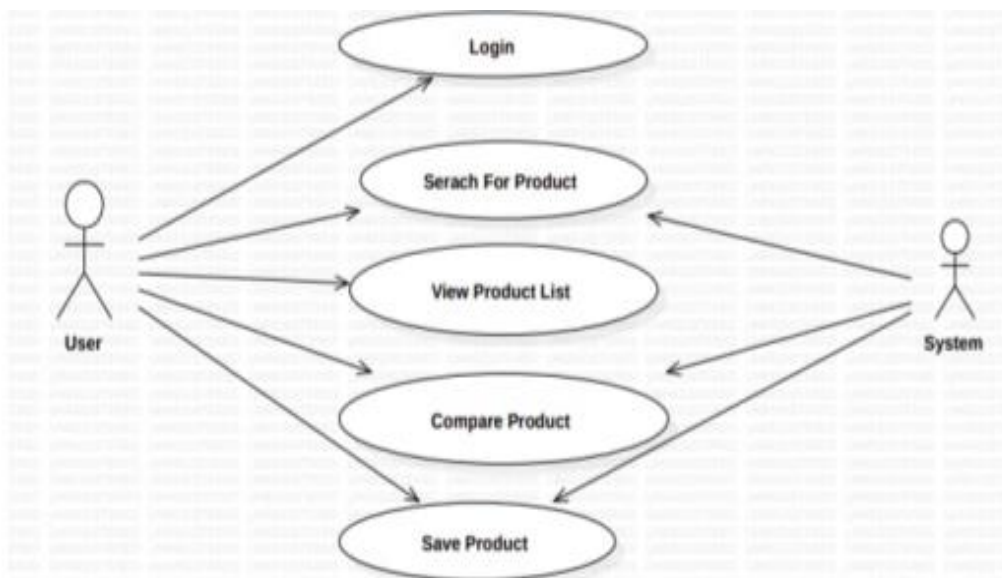 Login
Serach For Product
View Product List
User
System
Compare Product
Save Product